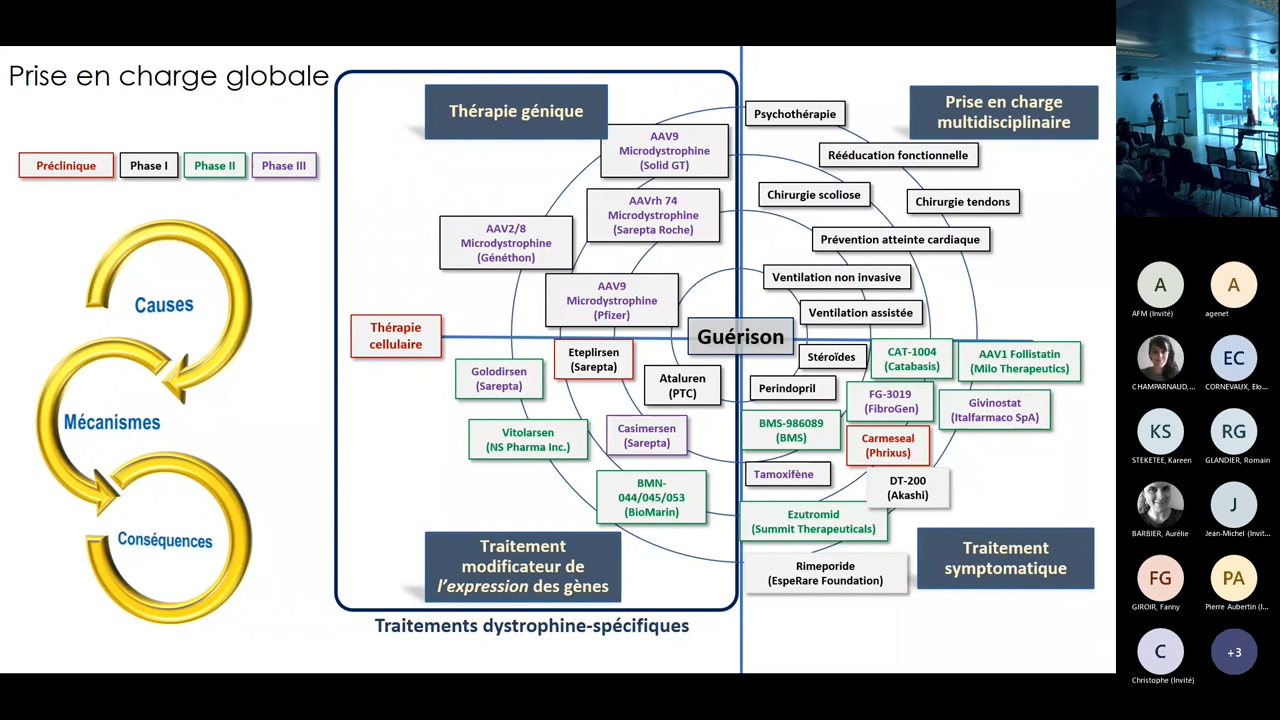 Prise en charge globale
Préclinique
Phase I
Phase II
Phase III
Causes
Mécanismes
Conséquences
Thérapie génique
AAV9
Microdystrophine
(Solid GT)
AAVrh 74
Microdystrophine
(Sarepta Roche)
AAV2/8
Microdystrophine
(Généthon)
AAV9
Microdystrophine
(Pfizer)
Thérapie
cellulaire
Guérison
Eteplirsen
(Sarepta)
Golodirsen
(Sarepta)
Ataluren
(PTC)
Vitolarsen
(NS Pharma Inc.)
Casimersen
(Sarepta)
BMN-
044/045/053
(BioMarin)
Traitement
modificateur de
l'expression des gènes
Traitements dystrophine-spécifiques
Prise en charge
multidisciplinaire
Psychothérapie
Rééducation fonctionnelle
Chirurgie scoliose
Chirurgie tendons
Prévention atteinte cardiaque
Ventilation non invasive
Ventilation assistée
Stéroïdes
CAT-1004
(Catabasis)
AAV1 Follistatin
(Milo Therapeutics)
Perindopril
FG-3019
(FibroGen)
Givinostat
(Italfarmaco SpA)
BMS-986089
(BMS)
Carmeseal
(Phrixus)
Tamoxifène
DT-200
(Akashi)
Ezutromid
(Summit Therapeuticals)
Rimeporide
(EspeRare Foundation)
Traitement
symptomatique
A
A
AFM (Invité)
agenet
EC
CHAMPARNAUD, ...
CORNEVAUX, Elo...
KS
RG
STEKETEE, Kareen
GLANDIER, Romain
J
BARBIER, Aurélie
Jean-Michel (Invit...
FG
PA
GIROIR, Fanny
Pierre Aubertin (I...
C
+3
Christophe (Invité)